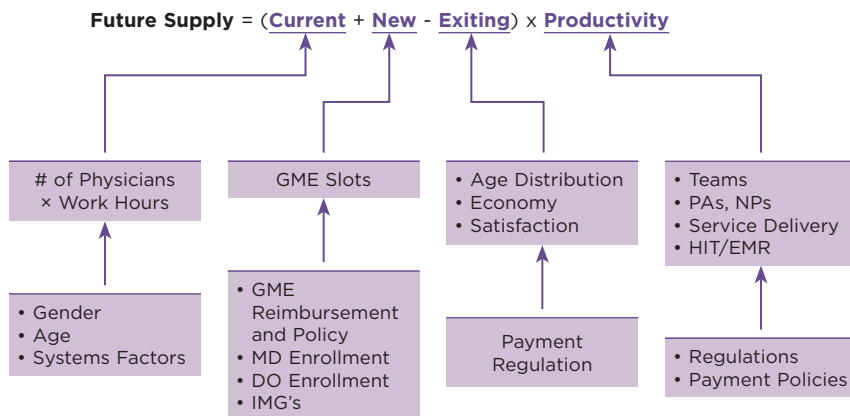 Future Supply = (Current + New - Exiting) x Productivity
# of Physicians
× Work Hours
GME Slots
• Age Distribution
• Economy
• Satisfaction
• Teams
• PAs, NPs
• Service Delivery
• HIT/EMR
• Gender
• Age
• Systems Factors
• GME
Reimbursement
and Policy
• MD Enrollment
• DO Enrollment
• IMG's
Payment
Regulation
• Regulations
• Payment Policies